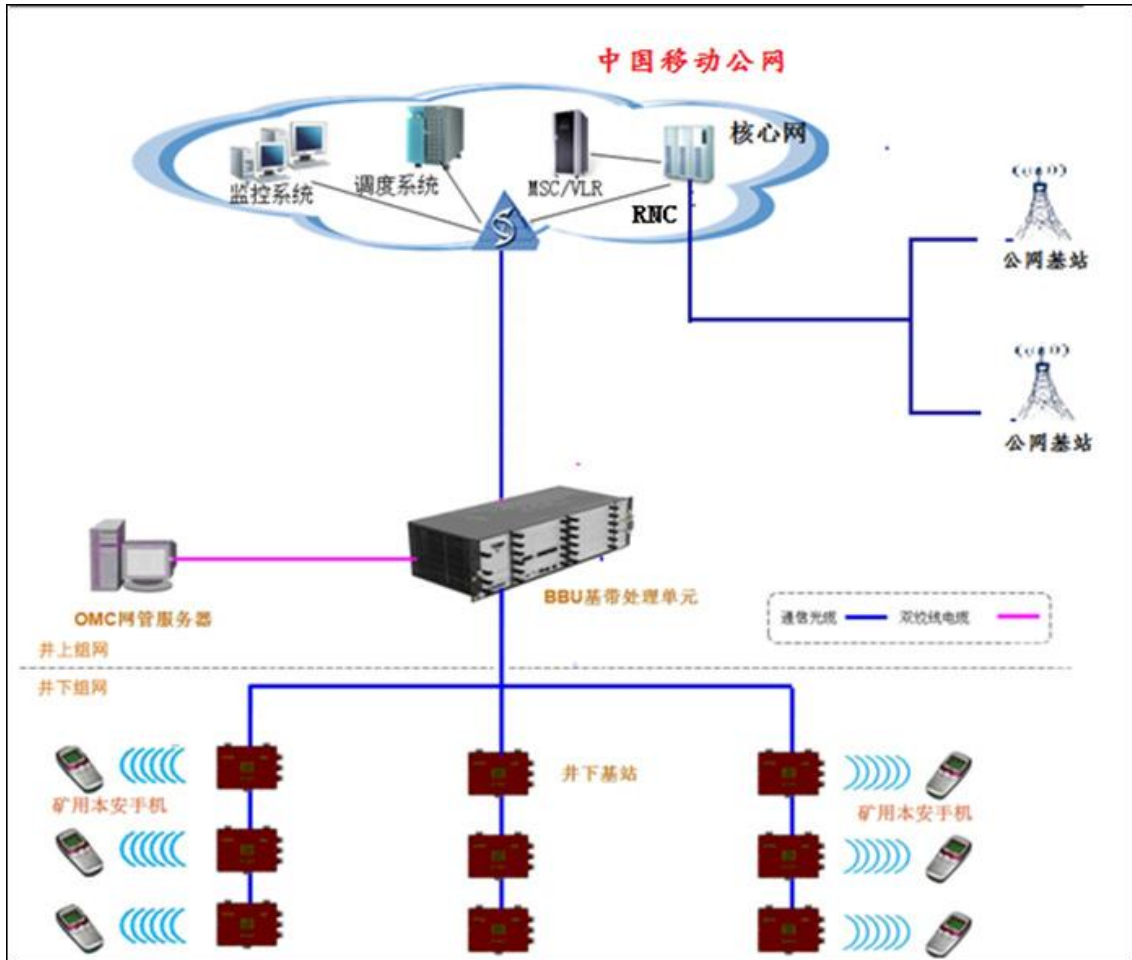 中国移动公网
核心网
监控系统
调度系统
MSC/VLR
RNC
公网基站
公网基站
OMC网管服务器
BBU基带处理单元
通信光缆
双绞线电缆
井上组网
井下组网
井下基站
矿用本安手机
矿用本安手机